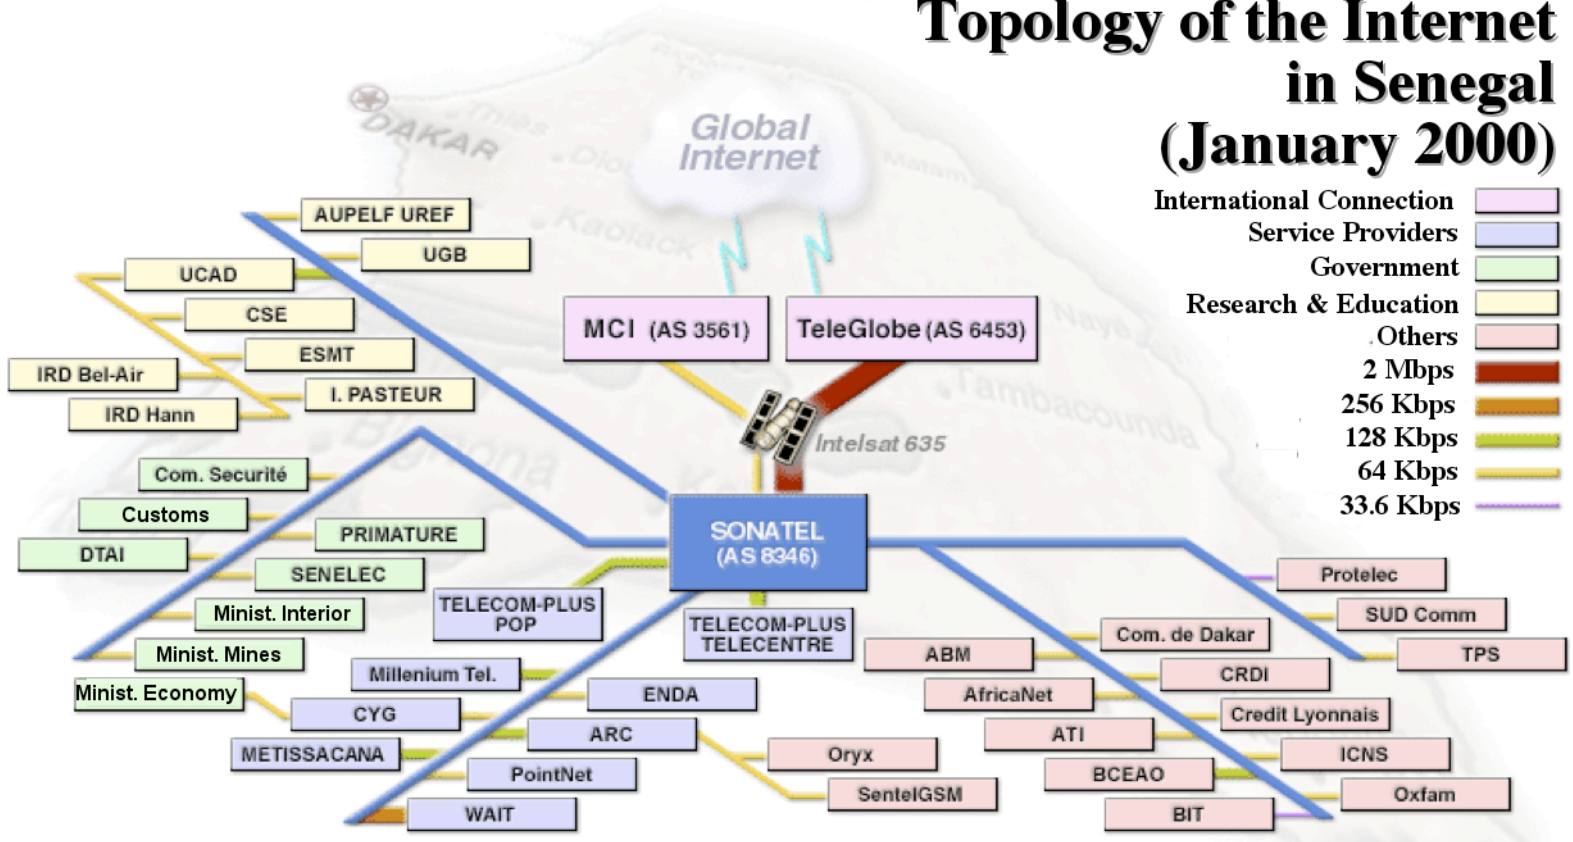 Topology of the Internet
in Senegal
(January 2000)
International Connection
Service Providers
Government
Research & Education
Others
2 Mbps
256 Kbps
128 Kbps
64 Kbps
33.6 Kbps
DAKAR
Thiès
Kaolack
Matam
Tambacounda
Bignona
Global
Internet
MCI (AS 3561)
TeleGlobe (AS 6453)
Intelsat 635
SONATEL
(AS 8346)
AUPELF UREF
UGB
UCAD
CSE
ESMT
IRD Bel-Air
I. PASTEUR
IRD Hann
Com. Securité
Customs
PRIMATURE
DTAI
SENELEC
Minist. Interior
Minist. Mines
Minist. Economy
TELECOM-PLUS
POP
TELECOM-PLUS
TELECENTRE
Millenium Tel.
ENDA
CYG
ARC
METISSACANA
PointNet
WAIT
Oryx
SentelGSM
Protelec
SUD Comm
TPS
Com. de Dakar
ABM
CRDI
AfricaNet
Credit Lyonnais
ATI
ICNS
BCEAO
Oxfam
BIT